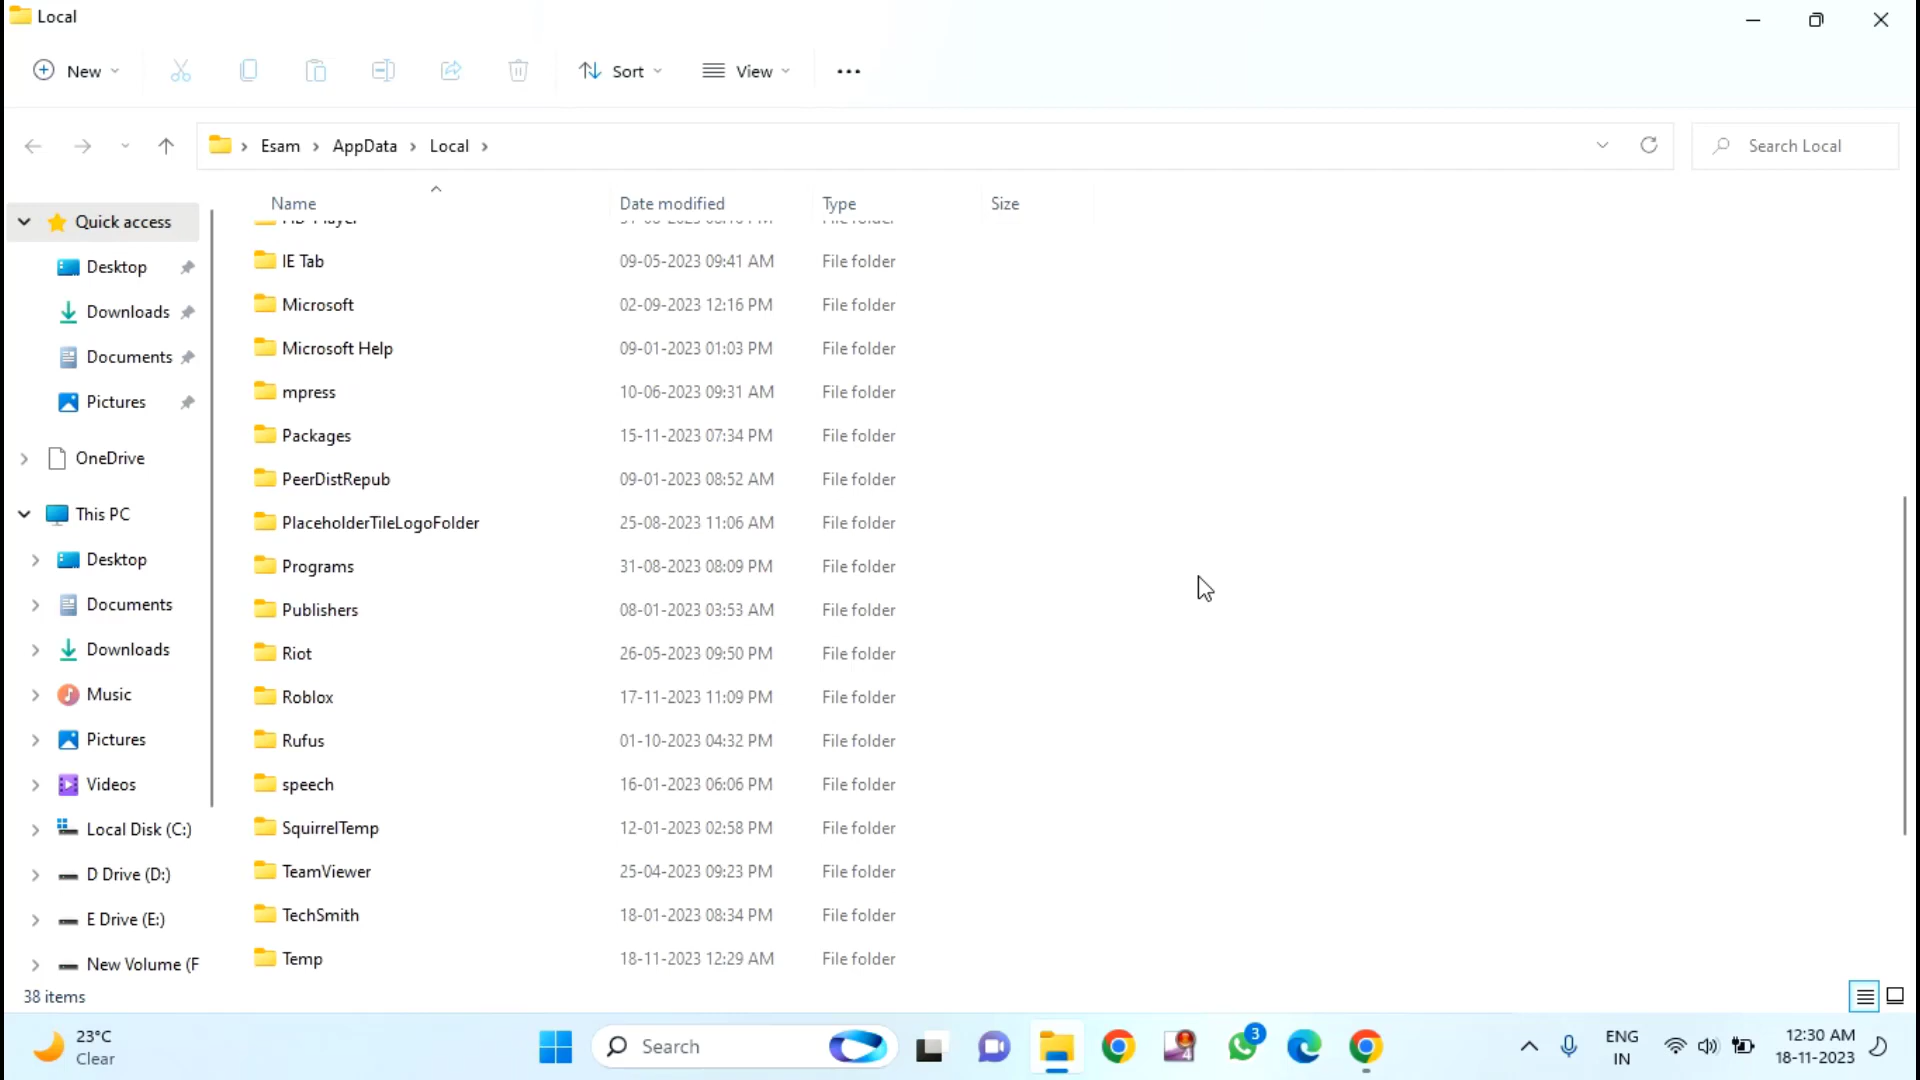 Local
New
Sort
View
Esam
AppData
Local
Search Local
Name
Date modified
Type
Size
Quick access
Desktop
Downloads
Documents
Pictures
OneDrive
This PC
Desktop
Documents
Downloads
Music
Pictures
Videos
Local Disk (C:)
D Drive (D:)
E Drive (E:)
New Volume (F
IE Tab 09-05-2023 09:41 AM File folder
Microsoft 02-09-2023 12:16 PM File folder
Microsoft Help 09-01-2023 01:03 PM File folder
mpress 10-06-2023 09:31 AM File folder
Packages 15-11-2023 07:34 PM File folder
PeerDistRepub 09-01-2023 08:52 AM File folder
PlaceholderTileLogoFolder 25-08-2023 11:06 AM File folder
Programs 31-08-2023 08:09 PM File folder
Publishers 08-01-2023 03:53 AM File folder
Riot 26-05-2023 09:50 PM File folder
Roblox 17-11-2023 11:09 PM File folder
Rufus 01-10-2023 04:32 PM File folder
speech 16-01-2023 06:06 PM File folder
SquirrelTemp 12-01-2023 02:58 PM File folder
TeamViewer 25-04-2023 09:23 PM File folder
TechSmith 18-01-2023 08:34 PM File folder
Temp 18-11-2023 12:29 AM File folder
38 items
23°C
Clear
Search
4
3
ENG
IN
12:30 AM
18-11-2023